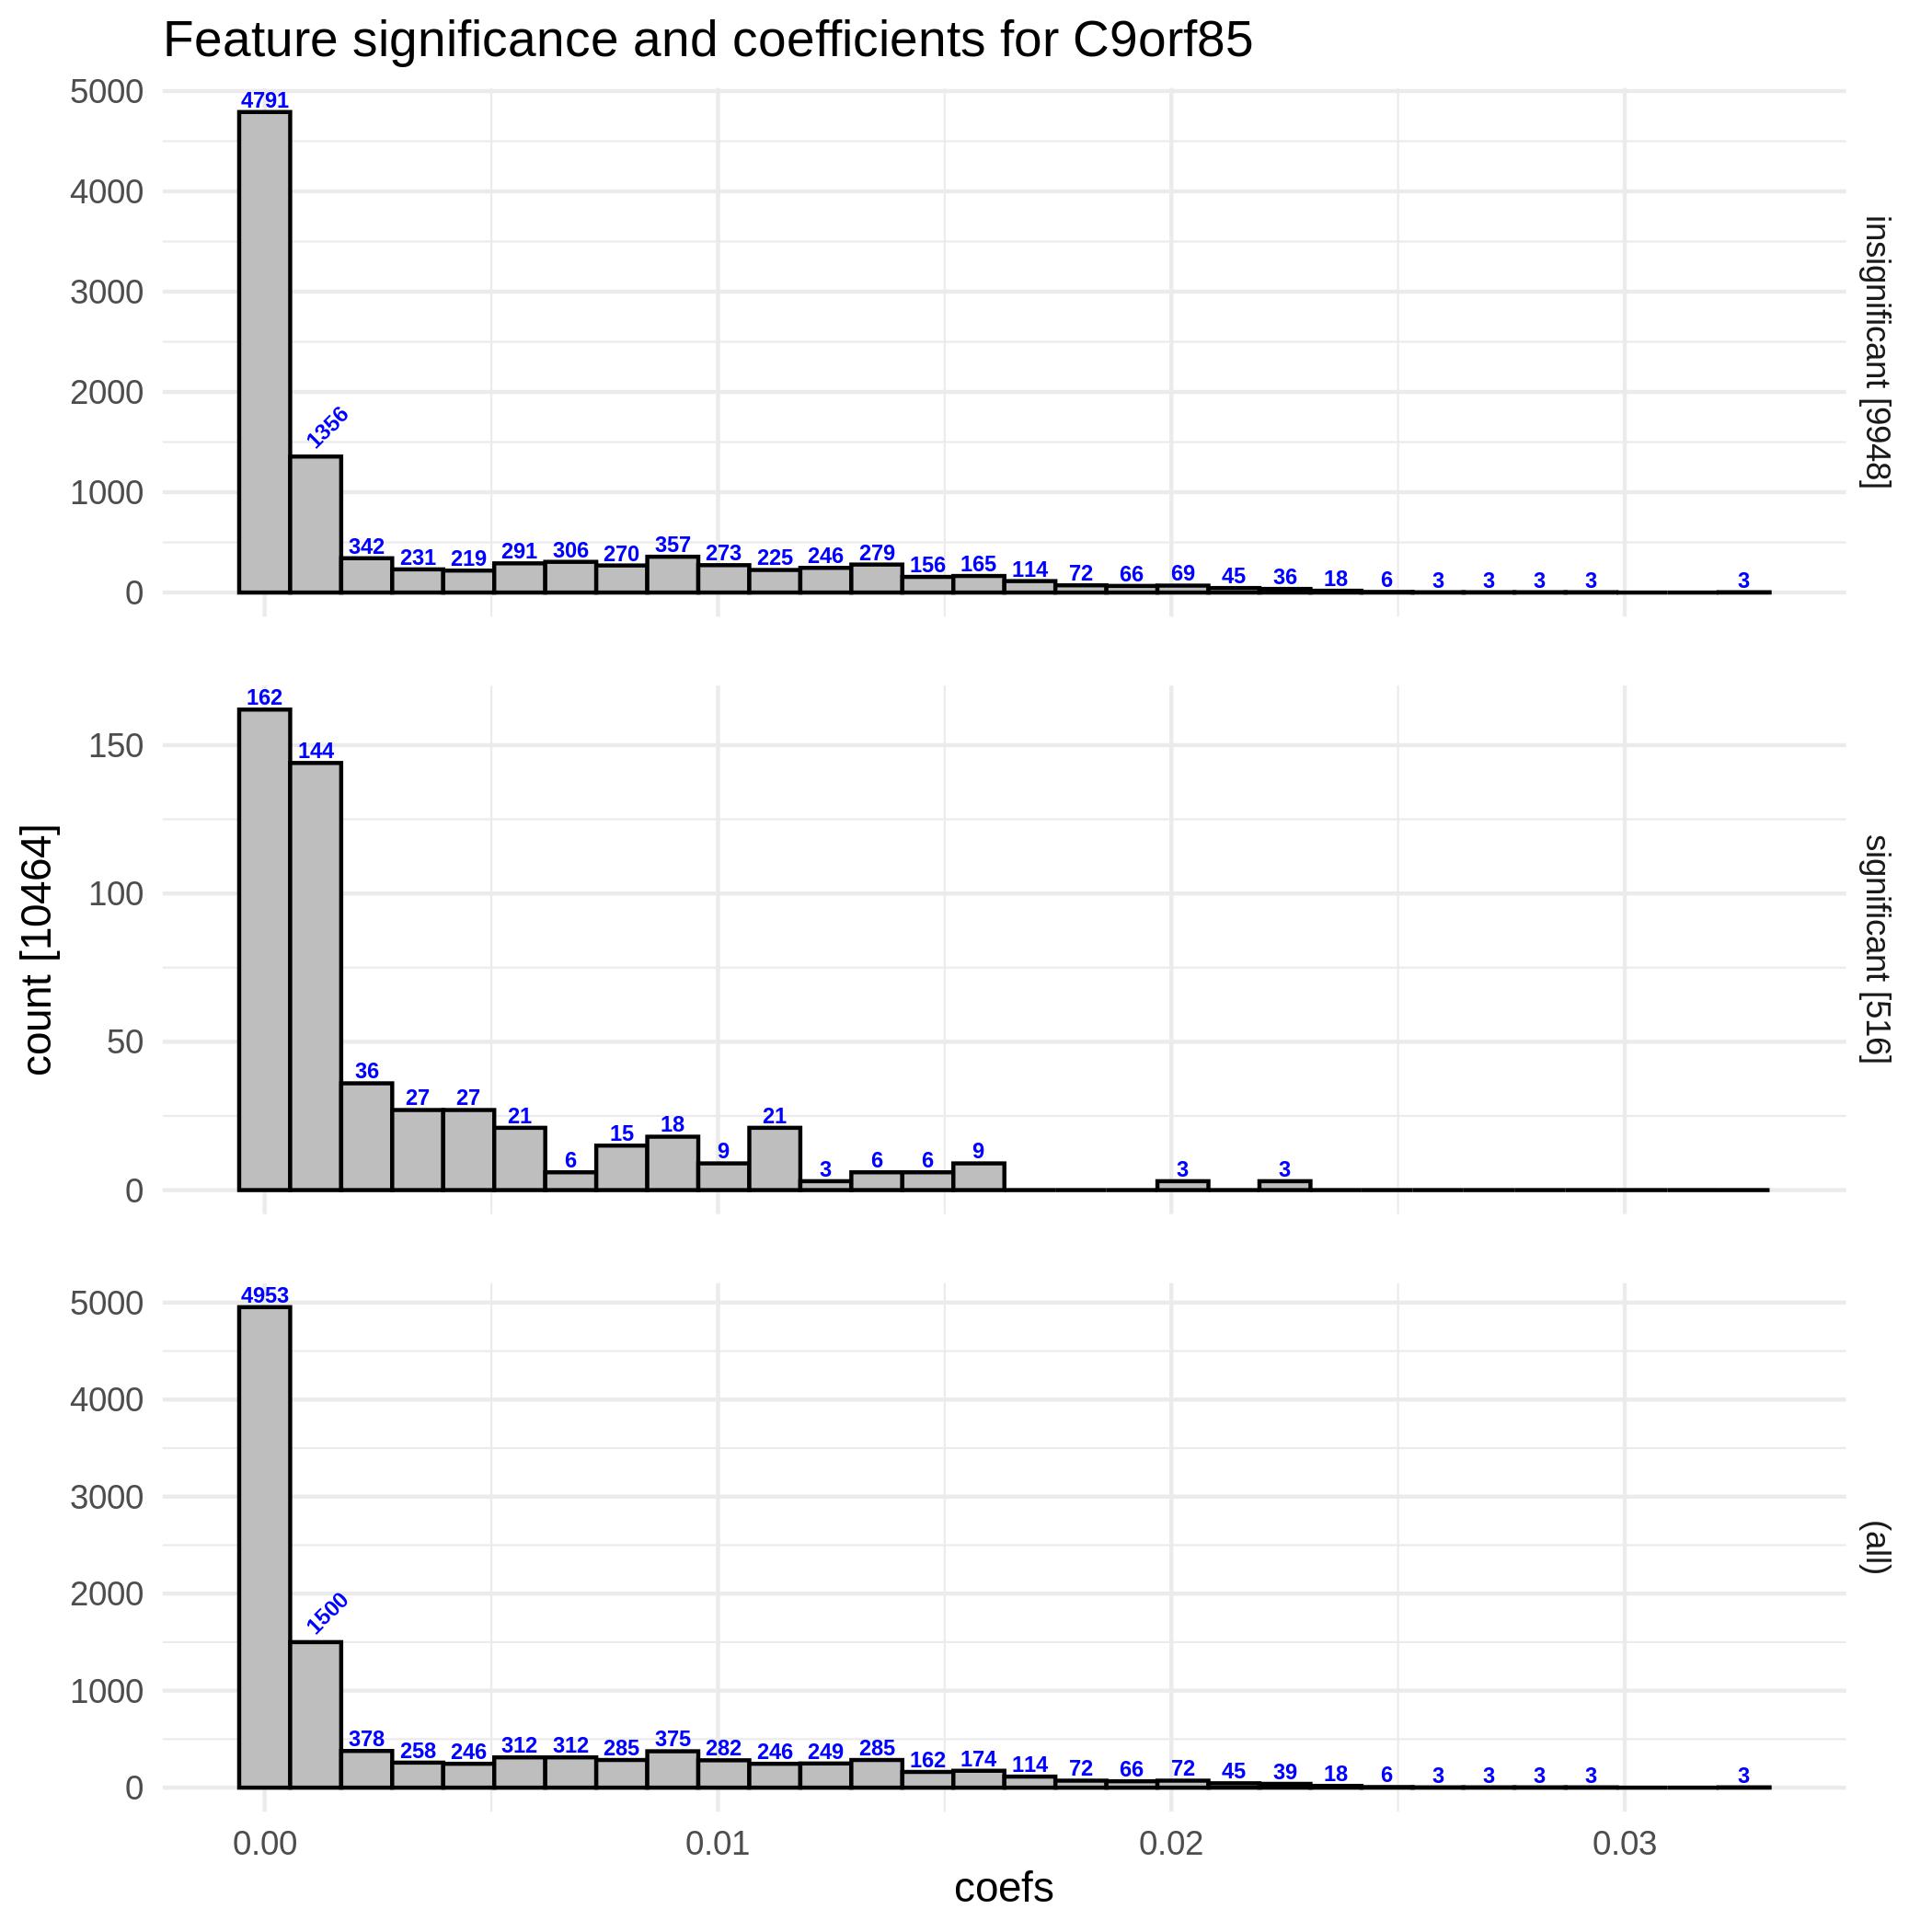 Feature significance and coefficients for C9orf85
5000
4000
3000
2000
1000
0
4791
1356
342 231 219 291 306 270 357 273 225 246 279 156 165 114 72 66 69 45 36 18 6 3 3 3 3 3
insignificant [9948]
count [10464]
150
100
50
0
162
144
36 27 27 21 6 15 18 9 21 3 6 6 9 3 3
significant [516]
5000
4000
3000
2000
1000
0
4953
1500
378 258 246 312 312 285 375 282 246 249 285 162 174 114 72 66 72 45 39 18 6 3 3 3 3 3
(all)
0.00 0.01 0.02 0.03
coefs